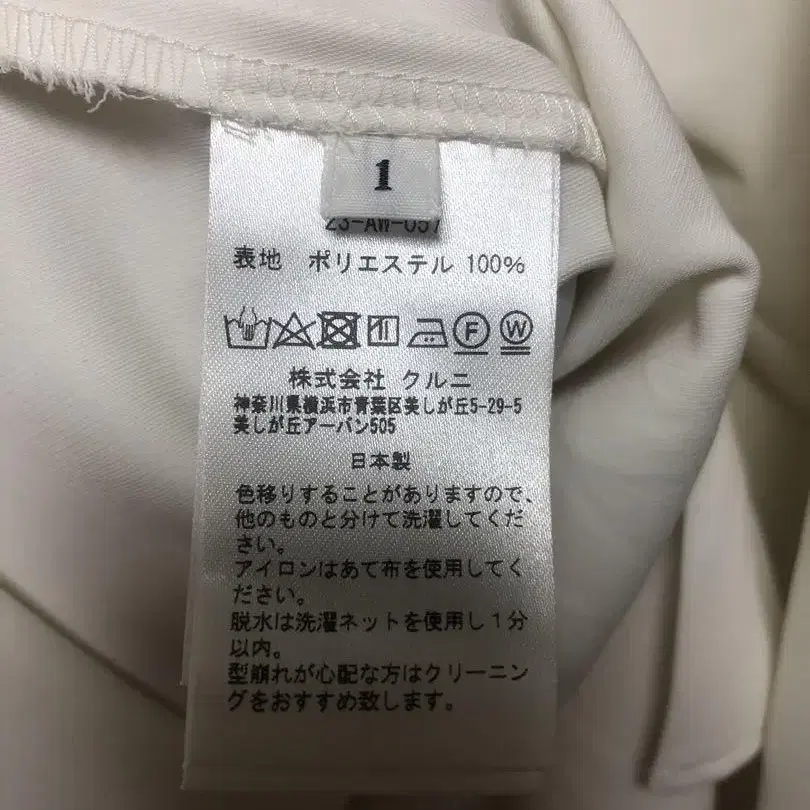 1
23-AW-057
表地 ポリエステル 100%
F W
株式会社 クルニ
神奈川県横浜市青葉区美しが丘5-29-5
美しが丘アーバン505
日本製
色移りすることがありますので、
他のものと分けて洗濯してくだ
さい。
アイロンはあて布を使用してく
ださい。
脱水は洗濯ネットを使用し1分
以内。
型崩れが心配な方はクリーニン
グをおすすめ致します。